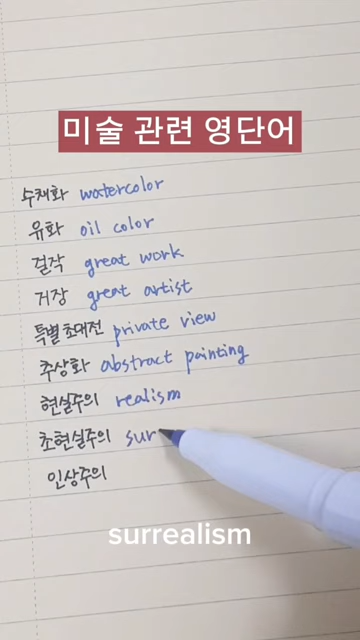 미술 관련 영단어
수채화 watercolor
유화 oil color
걸작 great work
거장 great artist
특별초대전 private view
추상화 abstract painting
현실주의 realism
초현실주의 sur
인상주의
surrealism